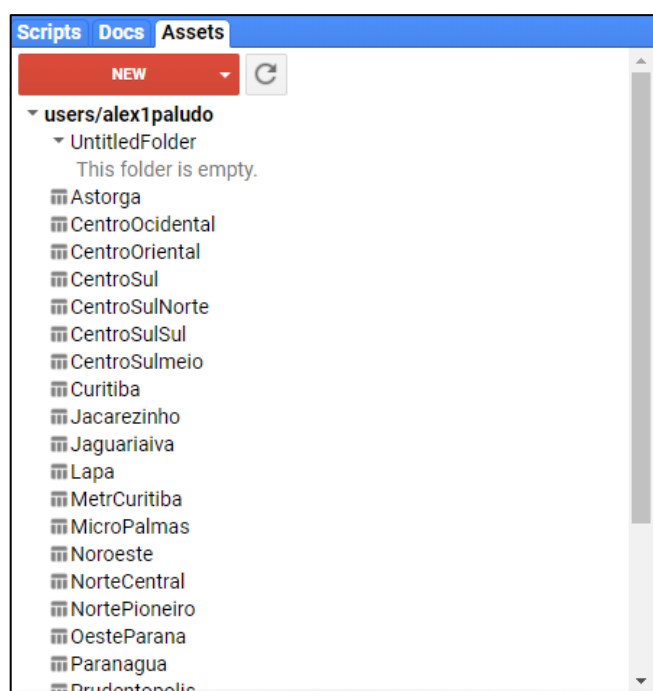 Scripts Docs Assets
NEW
users/alex1paludo
UntitledFolder
This folder is empty.
Astorga
CentroOcidental
CentroOriental
CentroSul
CentroSulNorte
CentroSulSul
CentroSulmeio
Curitiba
Jacarezinho
Jaguariaiva
Lapa
MetrCuritiba
MicroPalmas
Noroeste
NorteCentral
NortePioneiro
OesteParana
Paranagua
Prudentopolis